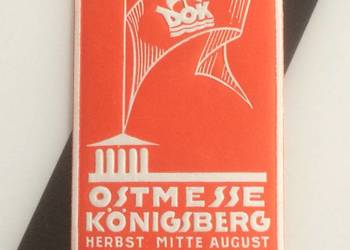 DOK
OSTMESSE
KÖNIGSBERG
HERBST MITTE AUGUST